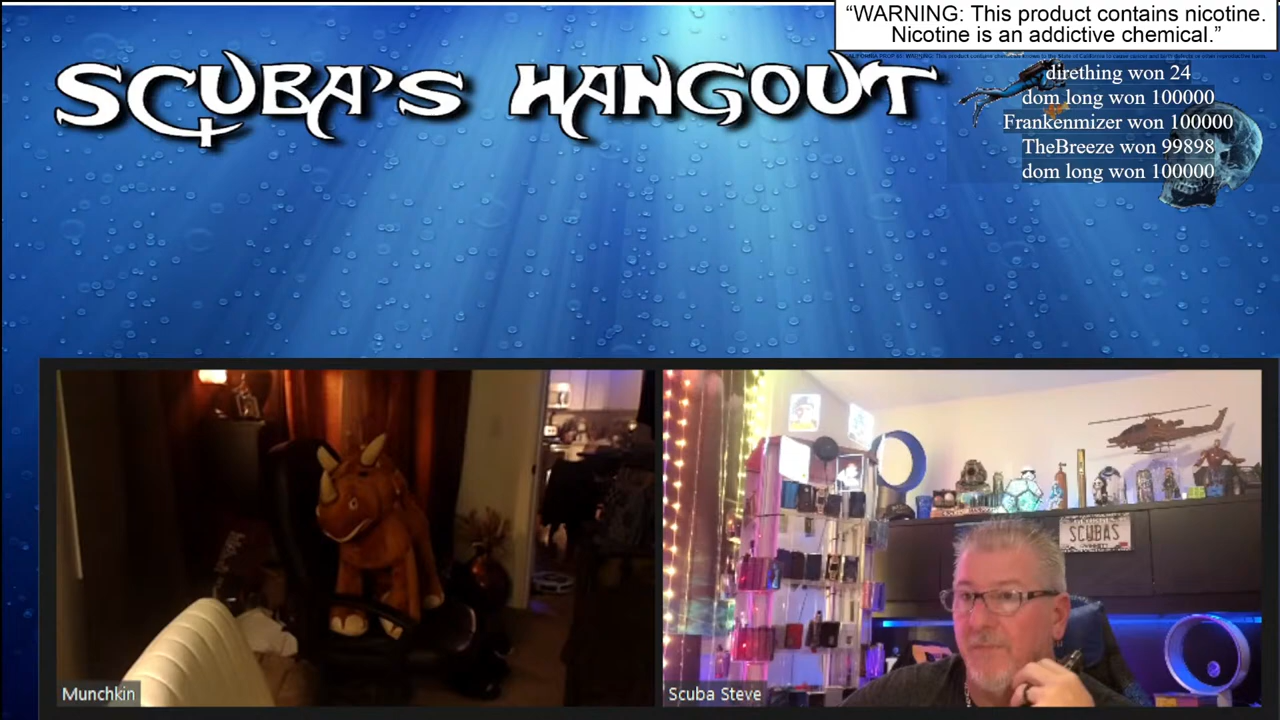 “WARNING: This product contains nicotine.
Nicotine is an addictive chemical.”
SCUBA'S HANGOUT
dirething won 24
dom long won 100000
Frankenmizer won 100000
TheBreeze won 99898
dom long won 100000
SCUBAS
Munchkin
Scuba Steve